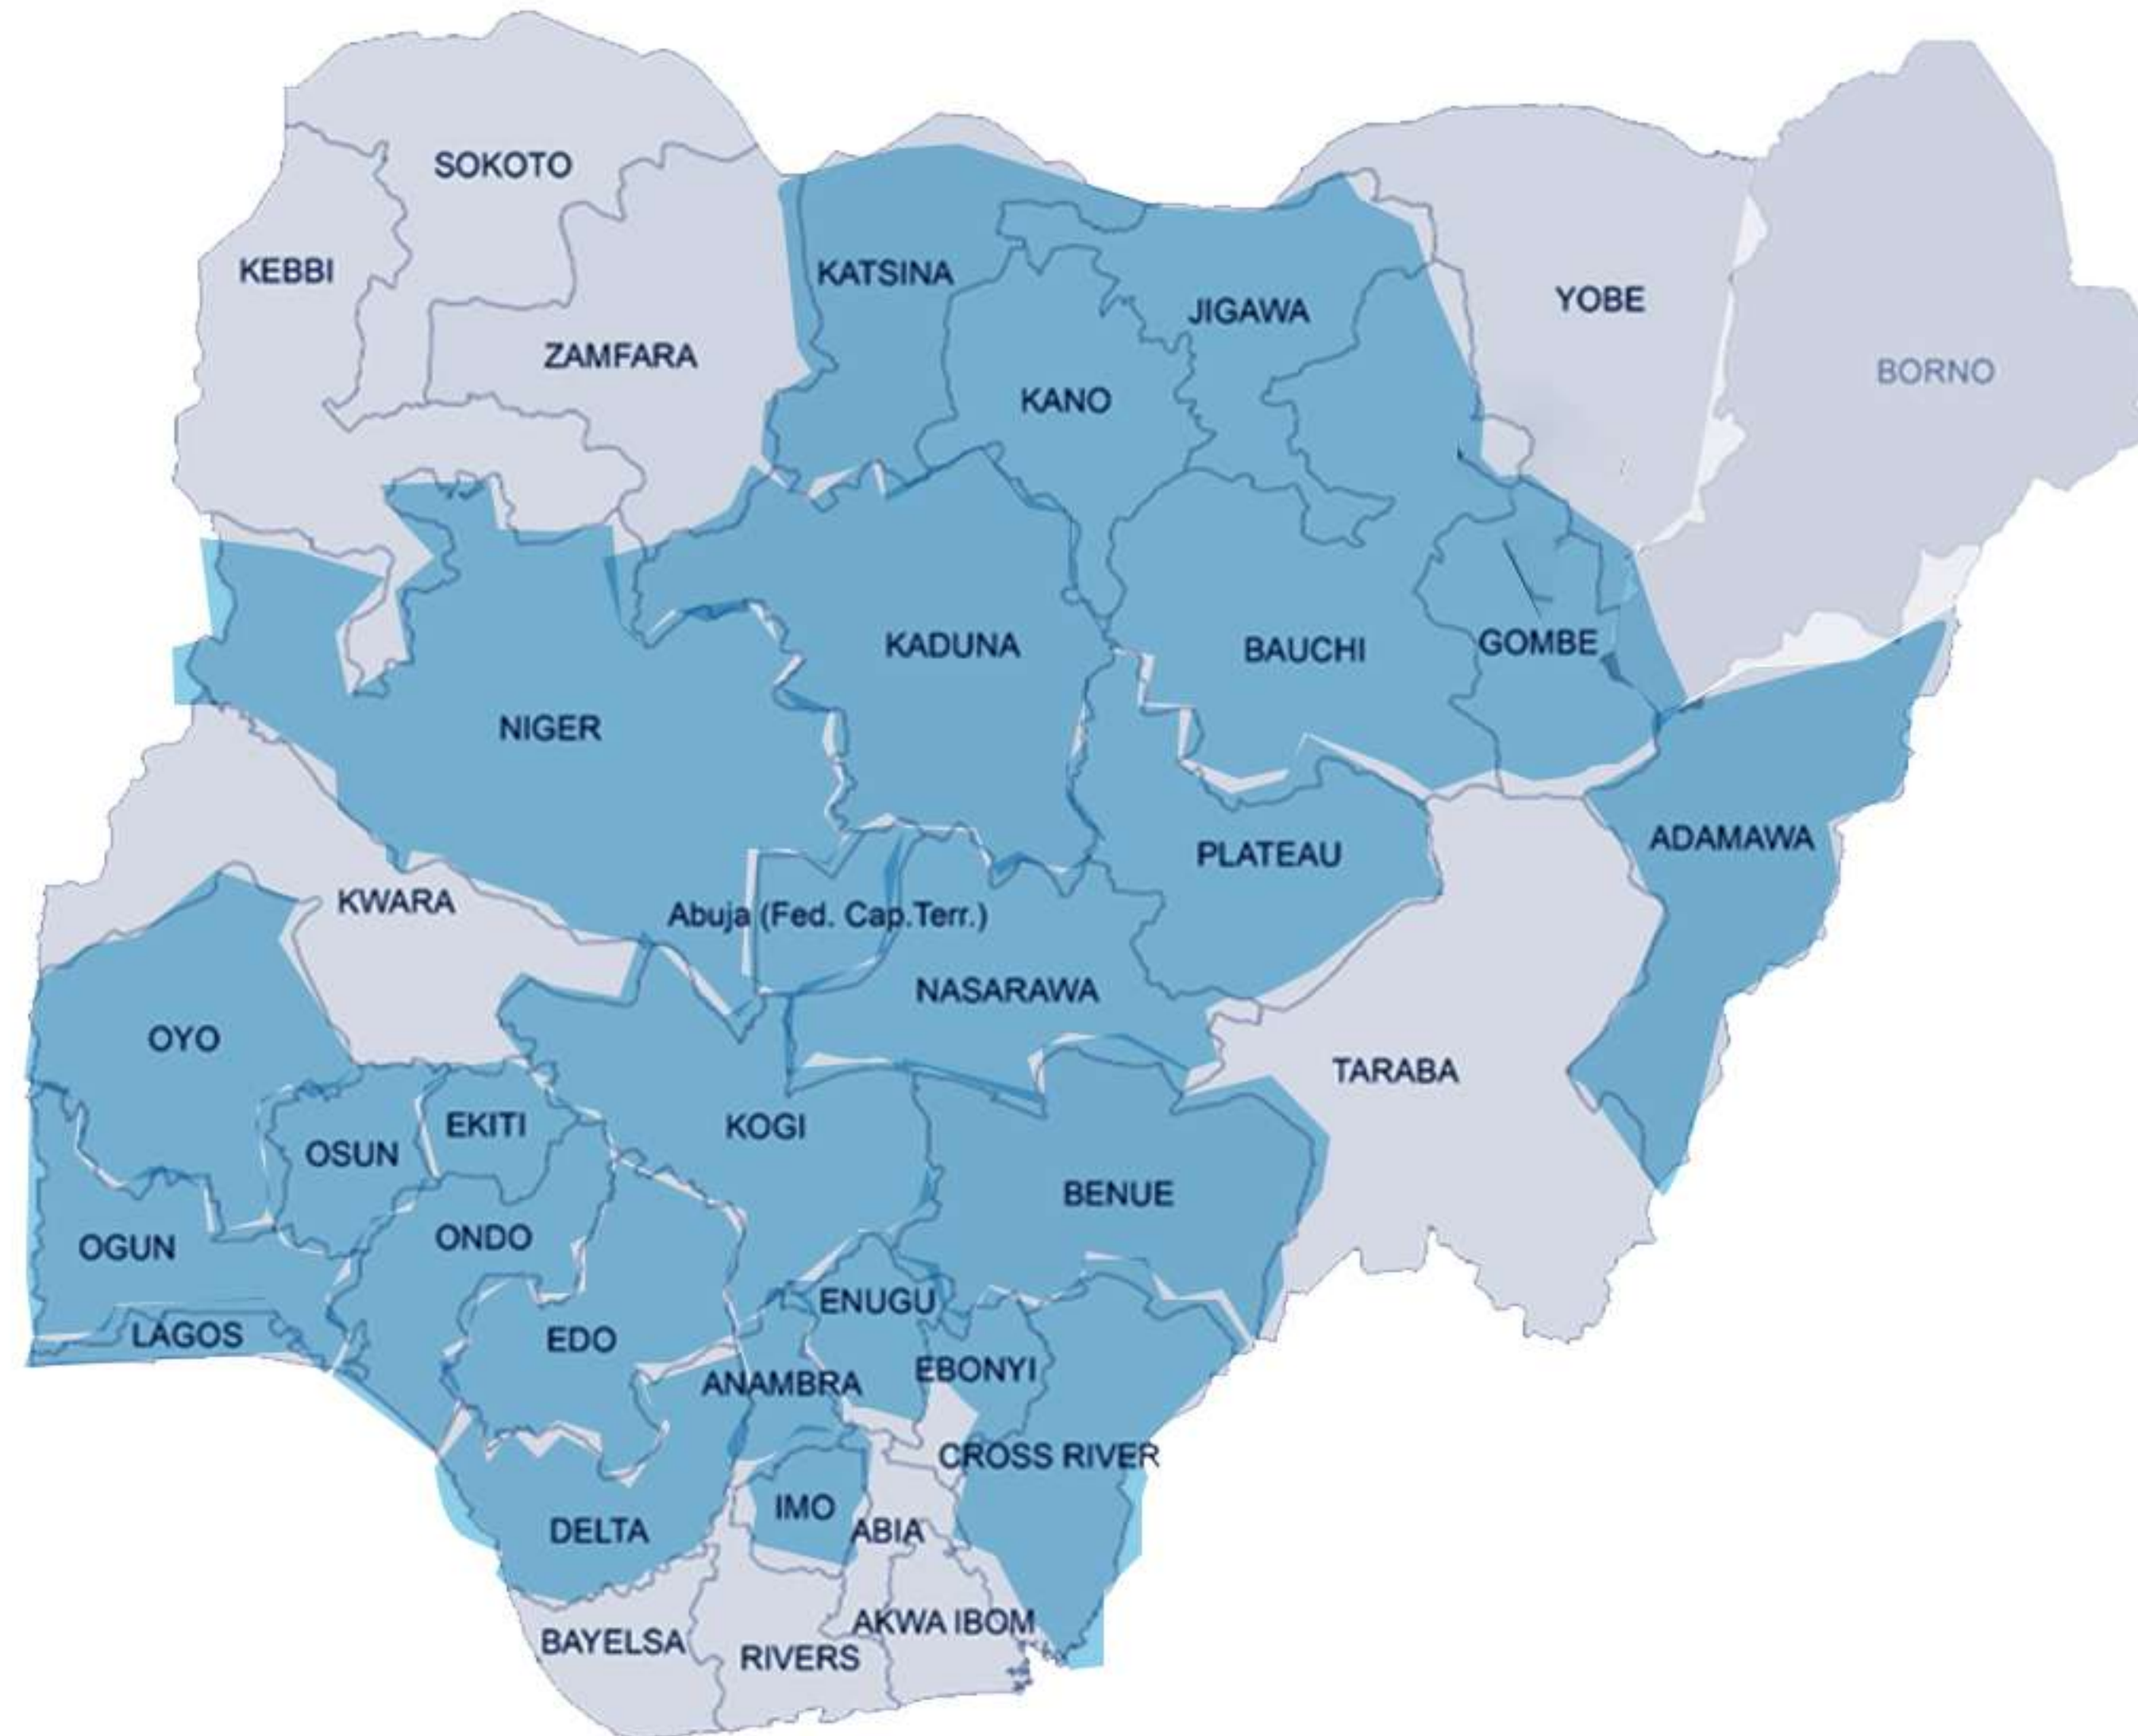 SOKOTO
KEBBI
KATSINA
YOBE
JIGAWA
ZAMFARA
BORNO
KANO
KADUNA
BAUCHI
GOMBE
NIGER
ADAMAWA
PLATEAU
KWARA
Abuja (Fed. Cap.Terr.)
NASARAWA
OYO
TARABA
EKITI
KOGI
OSUN
BENUE
ONDO
OGUN
ENUGU
LAGOS
EDO
EBONYI
ANAMBRA
CROSS RIVER
IMO
DELTA
ABIA
AKWA IBOM
BAYELSA
RIVERS